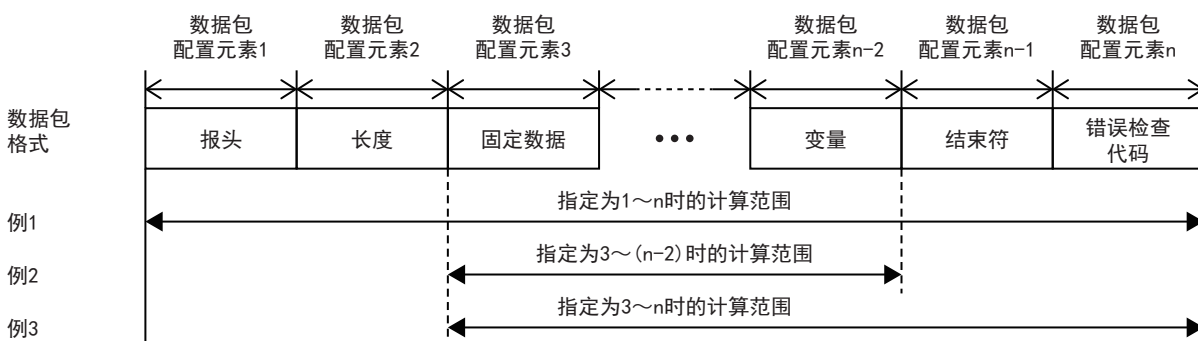 数据包
配置元素1
数据包
配置元素2
数据包
配置元素3
数据包
配置元素n-2
数据包
配置元素n-1
数据包
配置元素n
数据包
格式
报头
长度
固定数据
•••
变量
结束符
错误检查
代码
例1
指定为1～n时的计算范围
例2
指定为3～(n-2)时的计算范围
例3
指定为3～n时的计算范围